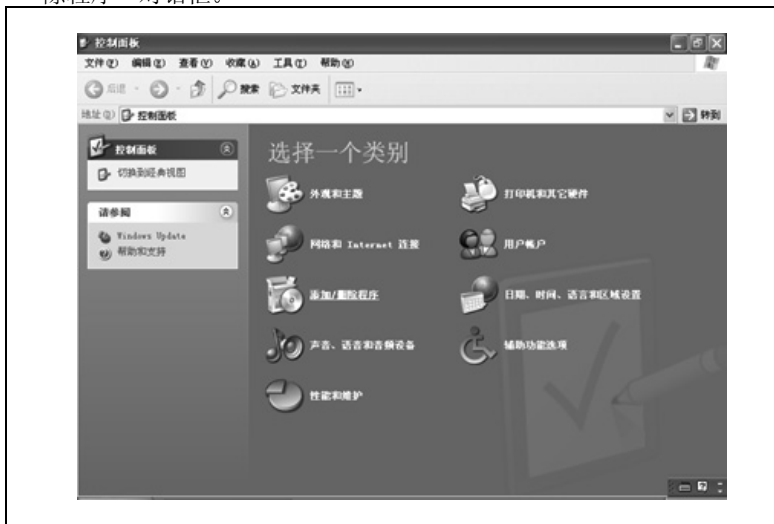 除程序”对话框。
控制面板
文件(F) 编辑(E) 查看(V) 收藏(A) 工具(T) 帮助(H)
后退 搜索 文件夹
地址(D) 控制面板 转到
控制面板
切换到经典视图
请参阅
Windows Update
帮助和支持
选择一个类别
外观和主题
打印机和其它硬件
网络和 Internet 连接
用户帐户
添加/删除程序
日期、时间、语言和区域设置
声音、语音和音频设备
辅助功能选项
性能和维护